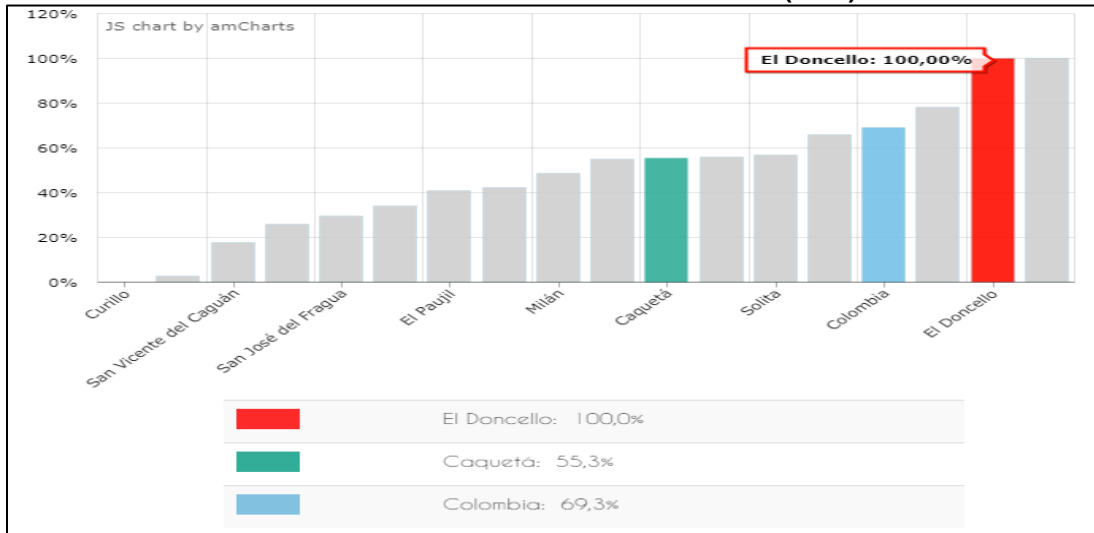 120%
JS chart by amCharts
100%
El Doncello: 100,00%
80%
60%
40%
20%
0%
Curillo
San Vicente del Caguán
San José del Fragua
El Paujil
Milán
Caquetá
Solita
Colombia
El Doncello
El Doncello: 100,0%
Caquetá: 55,3%
Colombia: 69,3%